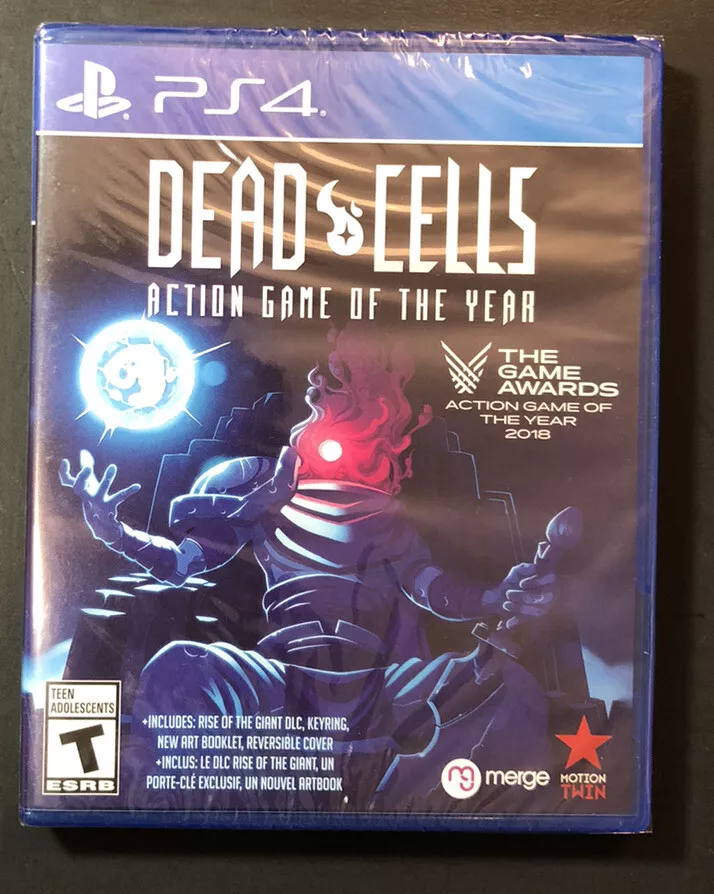 PS4
DEAD CELLS
ACTION GAME OF THE YEAR
THE
GAME
AWARDS
ACTION GAME OF
THE YEAR
2018
TEEN
ADOLESCENTS
T
ESRB
+INCLUDES: RISE OF THE GIANT DLC, KEYRING,
NEW ART BOOKLET, REVERSIBLE COVER
+INCLUS: LE DLC RISE OF THE GIANT, UN
PORTE-CLÉ EXCLUSIF, UN NOUVEL ARTBOOK
m merge
MOTION
TWIN